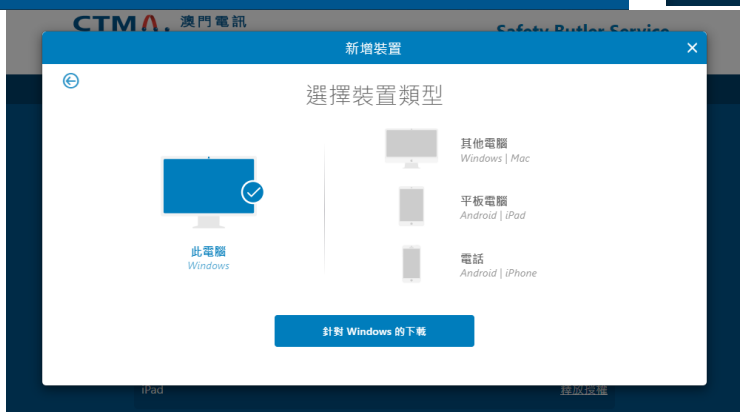 CTM 澳門電訊
Safety Butler Service
新增裝置
選擇裝置類型
此電腦
Windows
其他電腦
Windows | Mac
平板電腦
Android | iPad
電話
Android | iPhone
針對 Windows 的下載
iPad
釋放授權